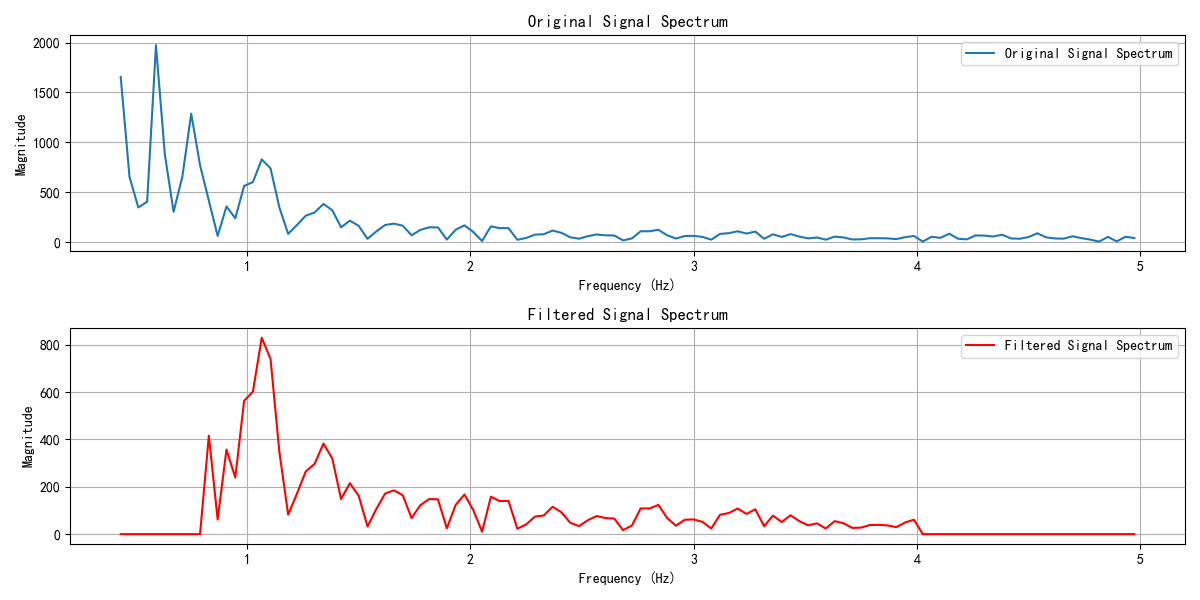 Original Signal Spectrum
Original Signal Spectrum
Magnitude
2000
1500
1000
500
0
1 2 3 4 5
Frequency (Hz)
Filtered Signal Spectrum
Filtered Signal Spectrum
Magnitude
800
600
400
200
0
1 2 3 4 5
Frequency (Hz)